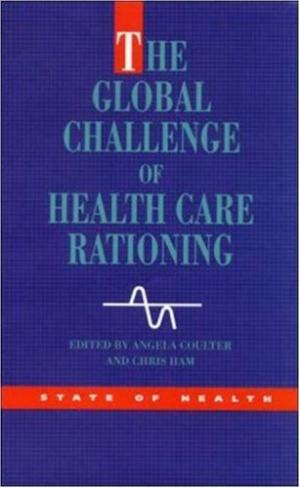 THE
GLOBAL
CHALLENGE
OF
HEALTH CARE
RATIONING
EDITED BY ANGELA COULTER
AND CHRIS HAM
STATE OF HEALTH